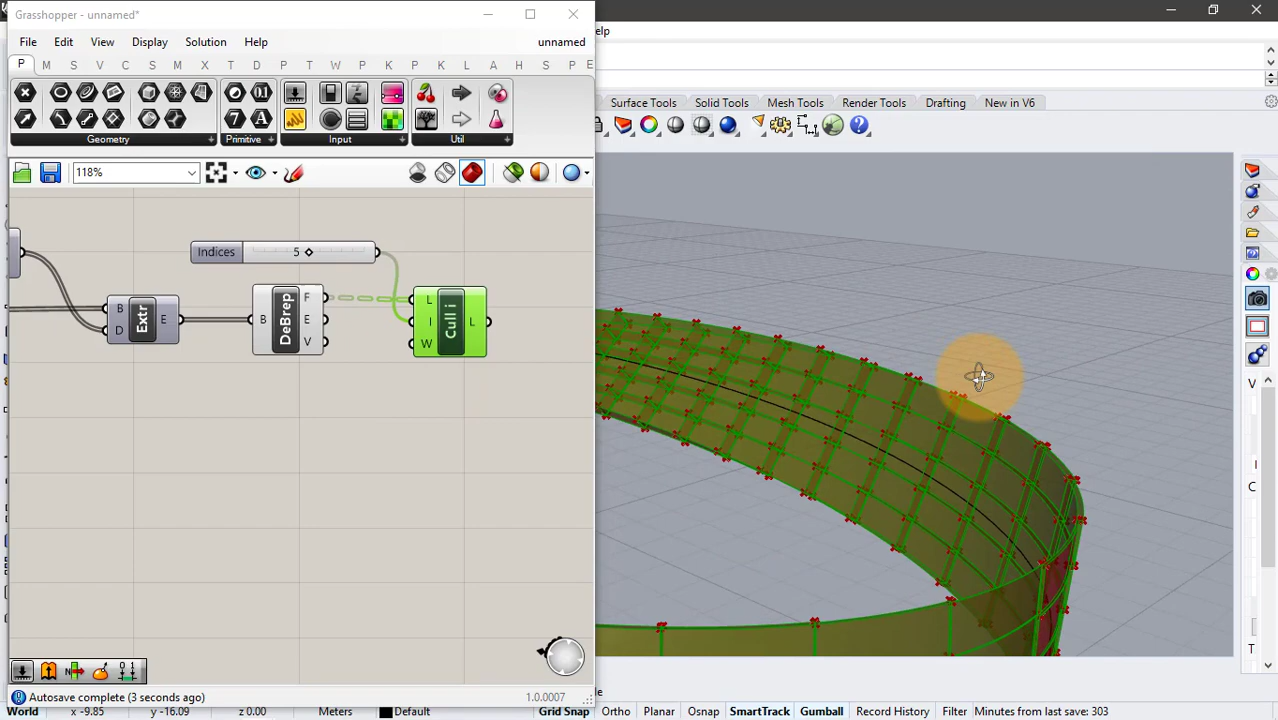 Grasshopper - unnamed*
File Edit View Display Solution Help unnamed
elp
P M S V C S M X T D P T W P K P K L A H S P E
Geometry Primitive Input Util
Surface Tools Solid Tools Mesh Tools Render Tools Drafting New in V6
118%
Indices 5
B D Extr E
B DeBrep F E V
L I W Cull i L
V
C
T
Autosave complete (3 seconds ago) 1.0.0007
World x -9.85 y -16.09 z 0.00 Meters Default Grid Snap Ortho Planar Osnap SmartTrack Gumball Record History Filter Minutes from last save: 303